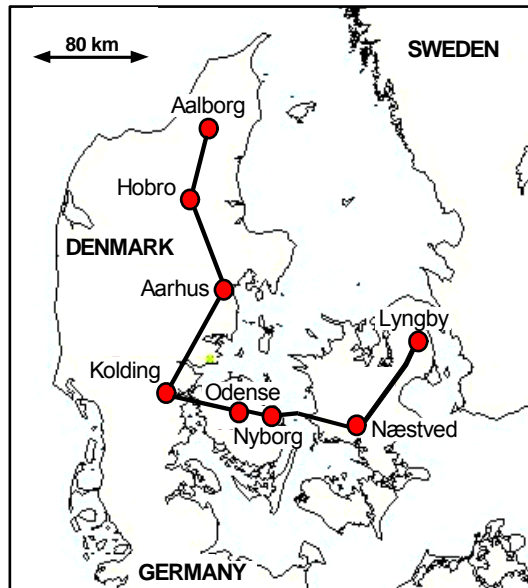 80 km
SWEDEN
Aalborg
Hobro
DENMARK
Aarhus
Lyngby
Kolding
Odense
Nyborg
Næstved
GERMANY